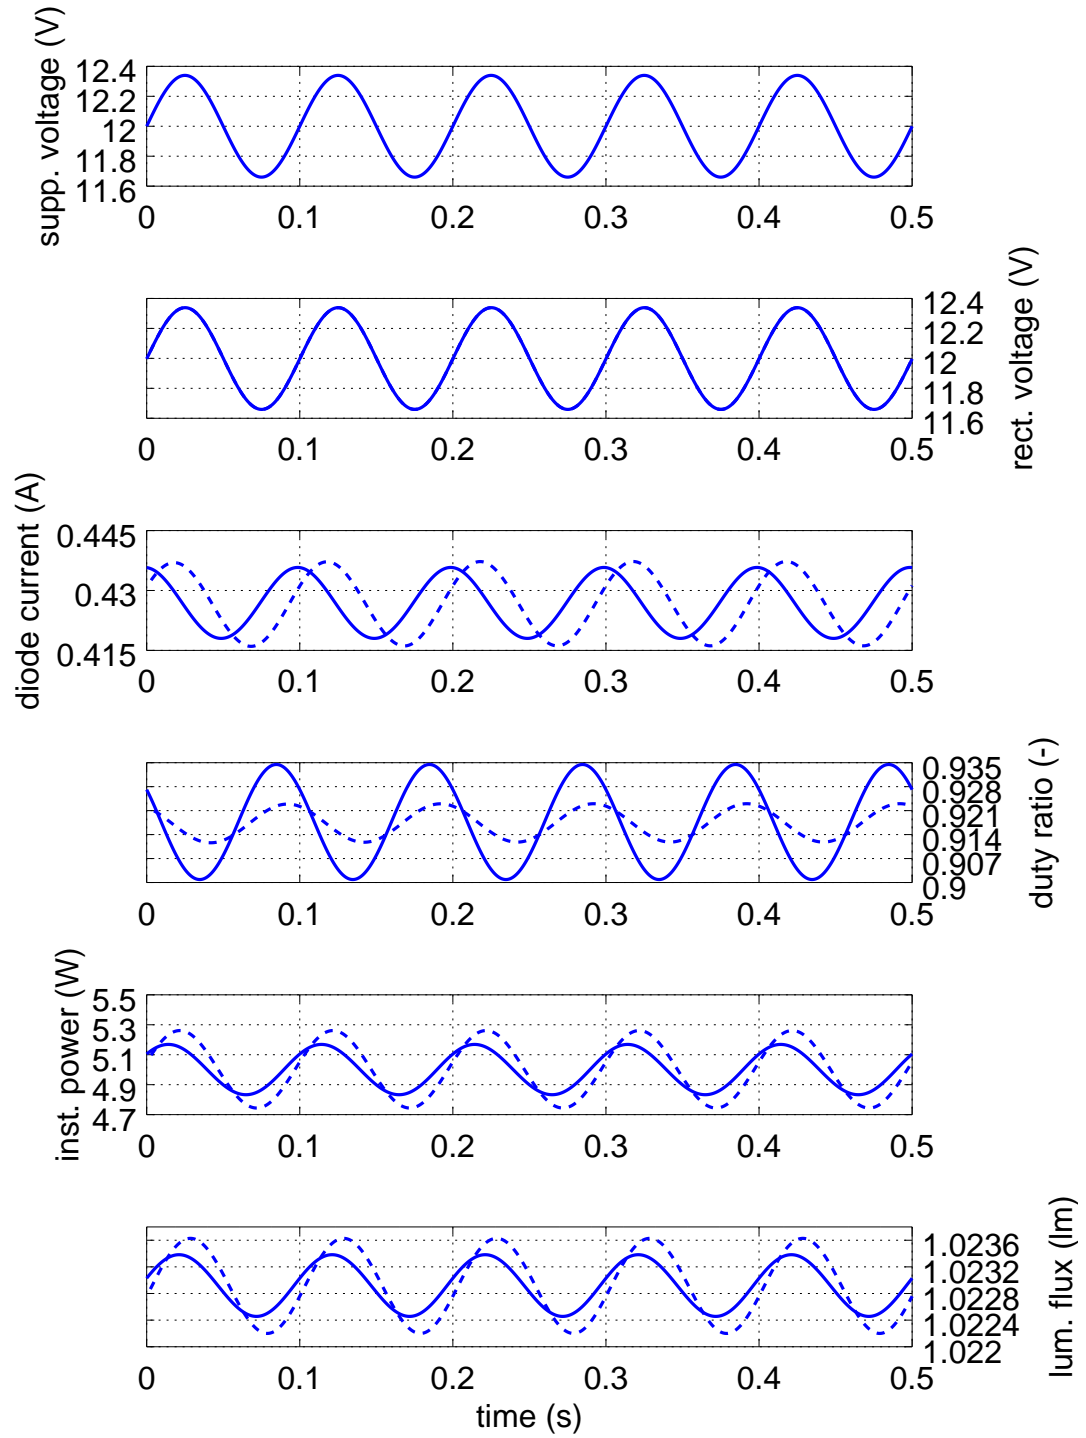 supp. voltage (V)
12.4
12.2
12
11.8
11.6
0 0.1 0.2 0.3 0.4 0.5
rect. voltage (V)
12.4
12.2
12
11.8
11.6
0 0.1 0.2 0.3 0.4 0.5
diode current (A)
0.445
0.43
0.415
0 0.1 0.2 0.3 0.4 0.5
duty ratio (-)
0.935
0.928
0.921
0.914
0.907
0.9
0 0.1 0.2 0.3 0.4 0.5
inst. power (W)
5.5
5.3
5.1
4.9
4.7
0 0.1 0.2 0.3 0.4 0.5
lum. flux (lm)
1.0236
1.0232
1.0228
1.0224
1.022
0 0.1 0.2 0.3 0.4 0.5
time (s)